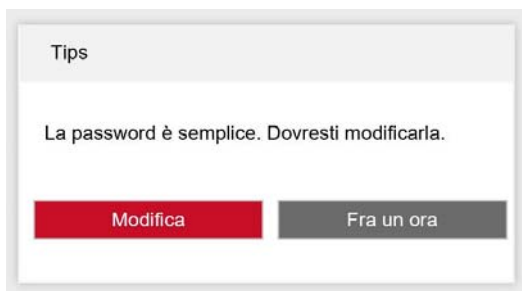 Tips
La password è semplice. Dovresti modificarla.
Modifica
Fra un ora